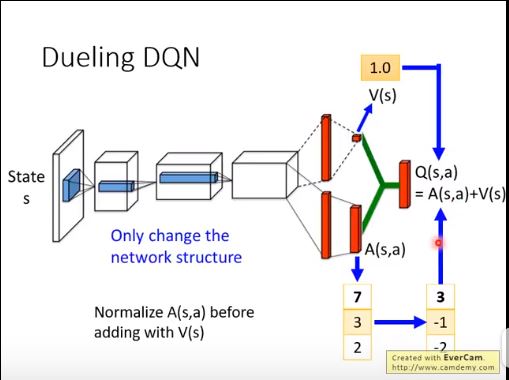 Dueling DQN
1.0
V(s)
State
s
Q(s,a)
= A(s,a)+V(s)
Only change the
network structure
A(s,a)
Normalize A(s,a) before
adding with V(s)
7
3
2
3
-1
-2
Created with EverCam.
http://www.camdemy.com